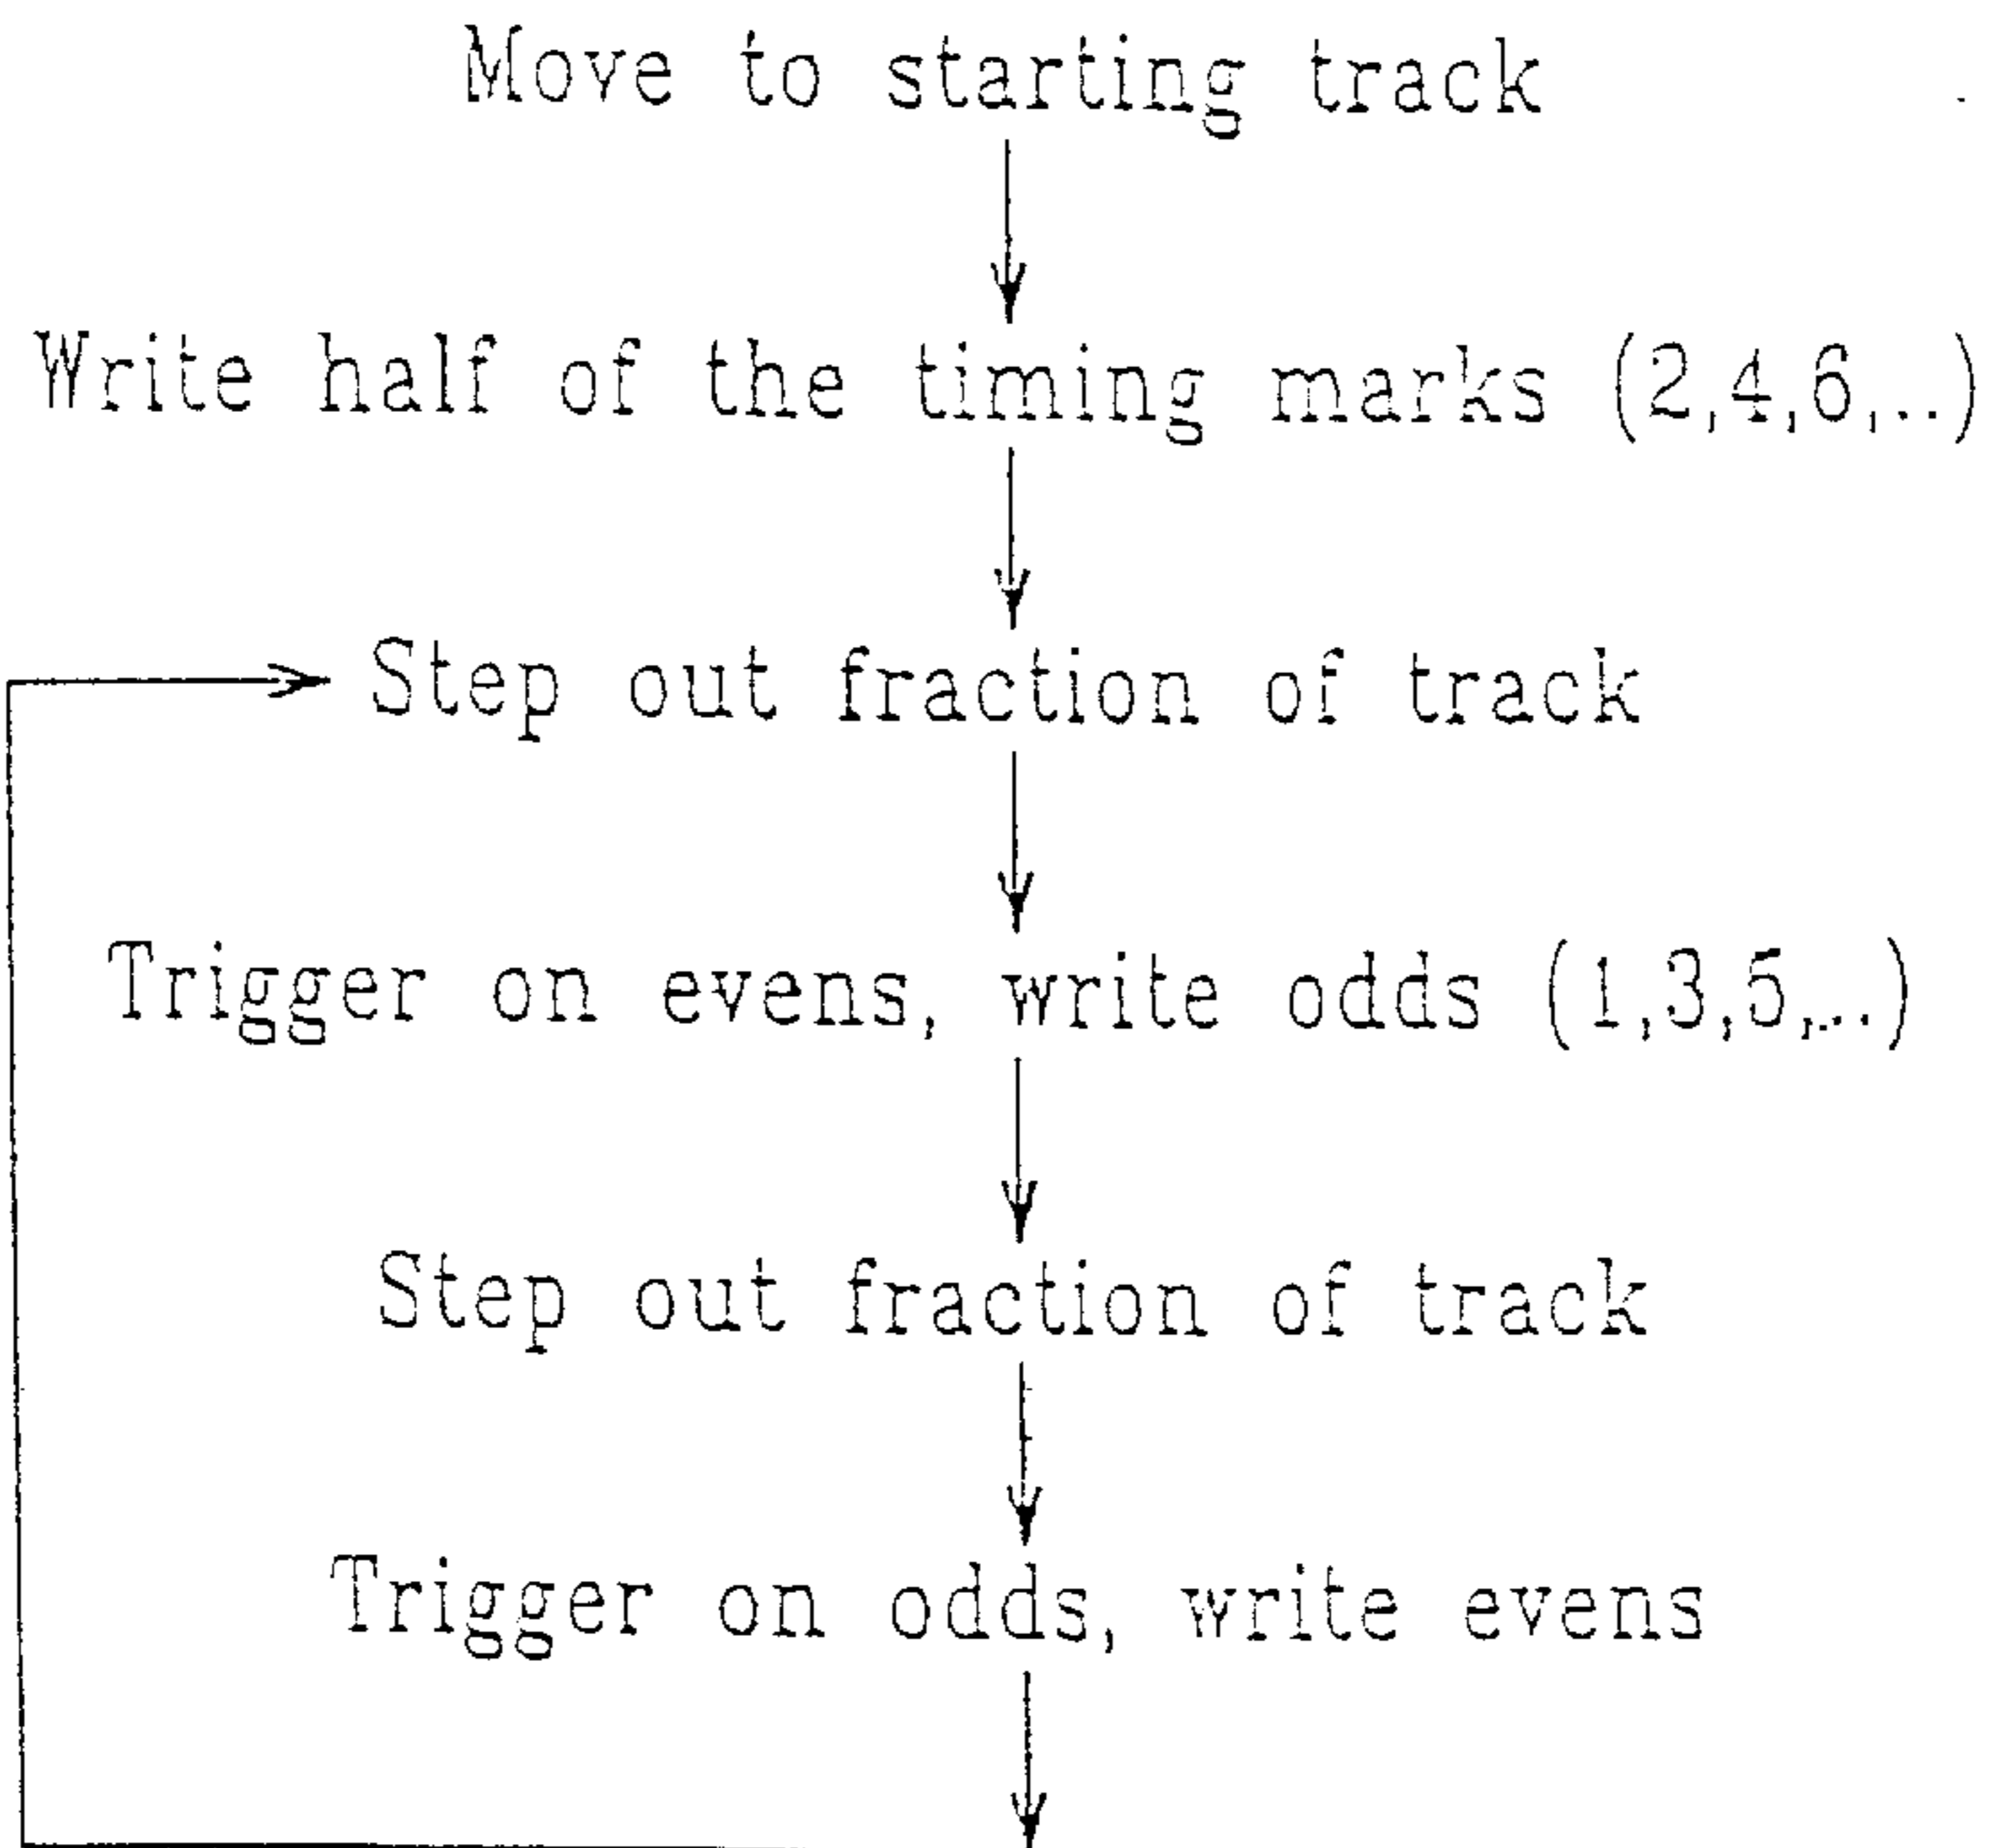 Move to starting track
Write half of the timing marks (2,4,6,..)
Step out fraction of track
Trigger on evens, write odds (1,3,5,..)
Step out fraction of track
Trigger on odds, write evens